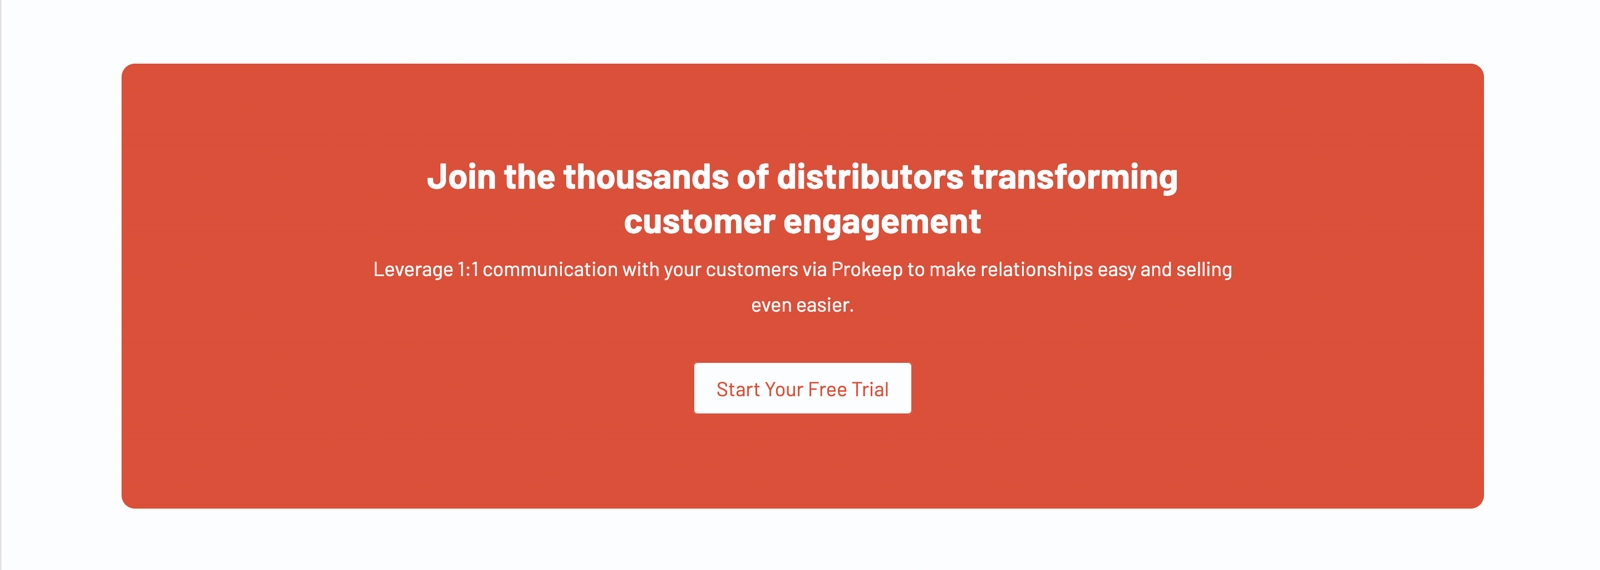 Join the thousands of distributors transforming
customer engagement
Leverage 1:1 communication with your customers via Prokeep to make relationships easy and selling
even easier.
Start Your Free Trial